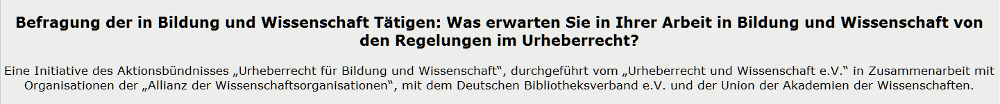 Befragung der in Bildung und Wissenschaft Tätigen: Was erwarten Sie in Ihrer Arbeit in Bildung und Wissenschaft von
den Regelungen im Urheberrecht?
Eine Initiative des Aktionsbündnisses „Urheberrecht für Bildung und Wissenschaft“, durchgeführt vom „Urheberrecht und Wissenschaft e.V.“ in Zusammenarbeit mit
Organisationen der „Allianz der Wissenschaftsorganisationen“, mit dem Deutschen Bibliotheksverband e.V. und der Union der Akademien der Wissenschaften.